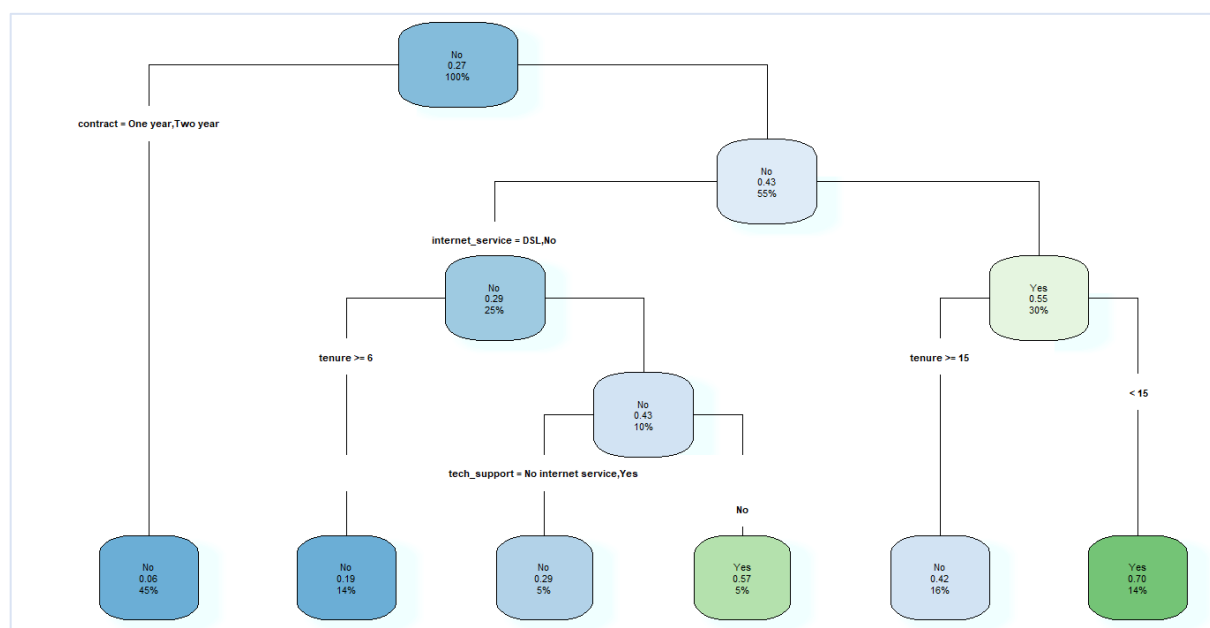 No
0.27
100%
contract = One year,Two year
No
0.43
55%
internet_service = DSL,No
No
0.29
25%
Yes
0.55
30%
tenure >= 6
tenure >= 15
No
0.43
10%
< 15
tech_support = No internet service,Yes
No
No
0.06
45%
No
0.19
14%
No
0.29
5%
Yes
0.57
5%
No
0.42
16%
Yes
0.70
14%